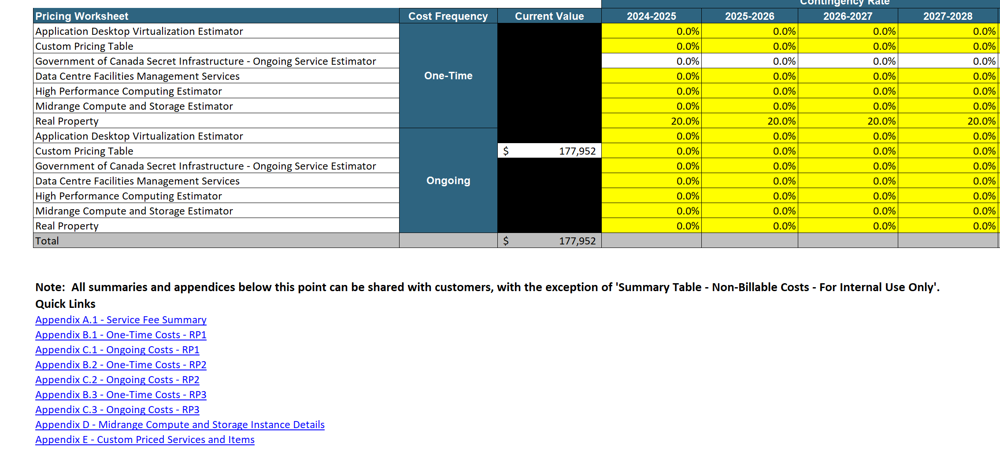 Contingency Rate
Pricing Worksheet Cost Frequency Current Value 2024-2025 2025-2026 2026-2027 2027-2028
Application Desktop Virtualization Estimator 0.0% 0.0% 0.0% 0.0%
Custom Pricing Table 0.0% 0.0% 0.0% 0.0%
Government of Canada Secret Infrastructure - Ongoing Service Estimator 0.0% 0.0% 0.0% 0.0%
Data Centre Facilities Management Services One-Time 0.0% 0.0% 0.0% 0.0%
High Performance Computing Estimator 0.0% 0.0% 0.0% 0.0%
Midrange Compute and Storage Estimator 0.0% 0.0% 0.0% 0.0%
Real Property 20.0% 20.0% 20.0% 20.0%
Application Desktop Virtualization Estimator 0.0% 0.0% 0.0% 0.0%
Custom Pricing Table $ 177,952 0.0% 0.0% 0.0% 0.0%
Government of Canada Secret Infrastructure - Ongoing Service Estimator 0.0% 0.0% 0.0% 0.0%
Data Centre Facilities Management Services Ongoing 0.0% 0.0% 0.0% 0.0%
High Performance Computing Estimator 0.0% 0.0% 0.0% 0.0%
Midrange Compute and Storage Estimator 0.0% 0.0% 0.0% 0.0%
Real Property 0.0% 0.0% 0.0% 0.0%
Total $ 177,952
Note:  All summaries and appendices below this point can be shared with customers, with the exception of 'Summary Table - Non-Billable Costs - For Internal Use Only'.
Quick Links
Appendix A.1 - Service Fee Summary
Appendix B.1 - One-Time Costs - RP1
Appendix C.1 - Ongoing Costs - RP1
Appendix B.2 - One-Time Costs - RP2
Appendix C.2 - Ongoing Costs - RP2
Appendix B.3 - One-Time Costs - RP3
Appendix C.3 - Ongoing Costs - RP3
Appendix D - Midrange Compute and Storage Instance Details
Appendix E - Custom Priced Services and Items